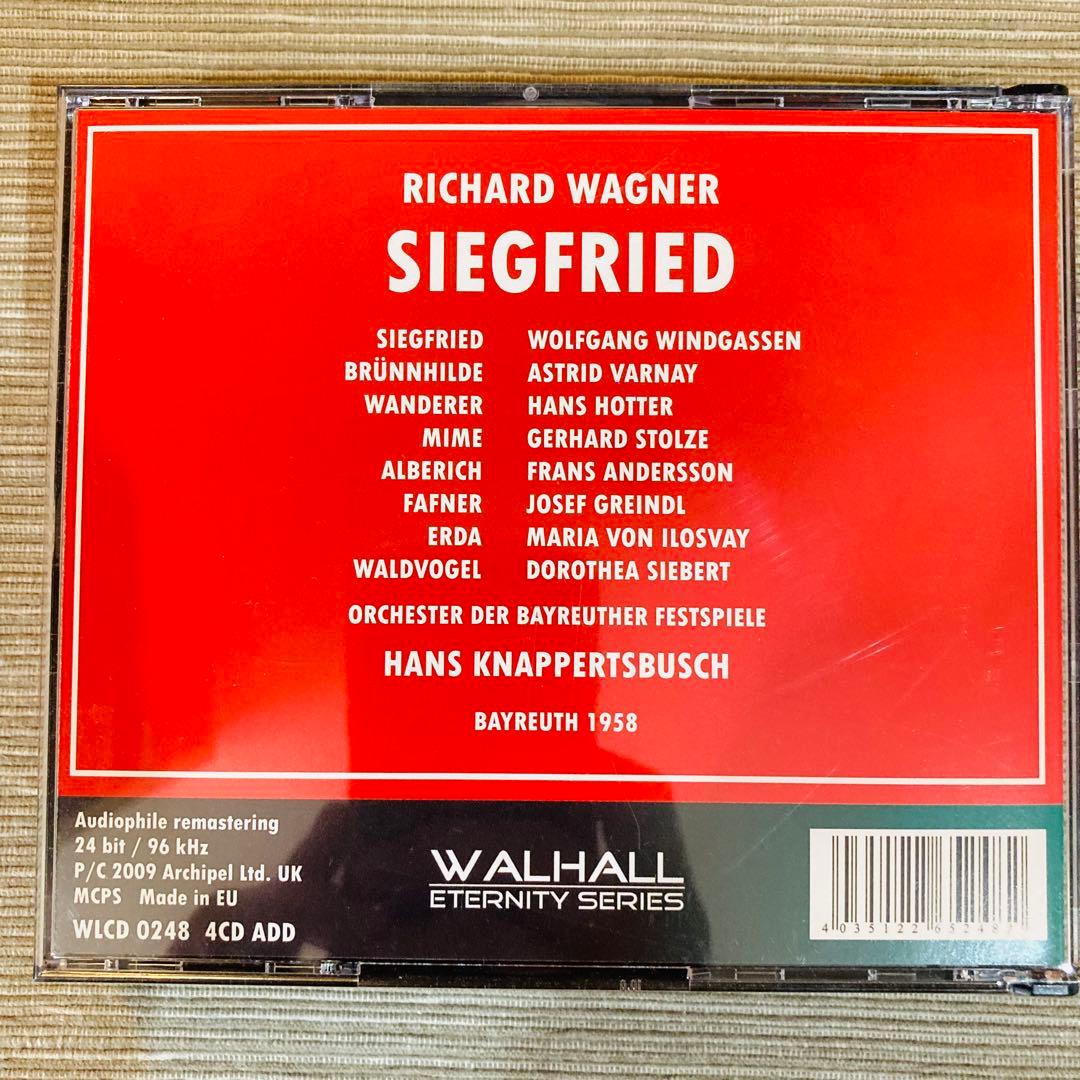 RICHARD WAGNER
SIEGFRIED
SIEGFRIED WOLFGANG WINDGASSEN
BRÜNNHILDE ASTRID VARNAY
WANDERER HANS HOTTER
MIME GERHARD STOLZE
ALBERICH FRANS ANDERSSON
FAFNER JOSEF GREINDL
ERDA MARIA VON ILOSVAY
WALDVOGEL DOROTHEA SIEBERT
ORCHESTER DER BAYREUTHER FESTSPIELE
HANS KNAPPERTSBUSCH
BAYREUTH 1958
Audiophile remastering
24 bit / 96 kHz
P/C 2009 Archipel Ltd. UK
MCPS Made in EU
WLCD 0248 4CD ADD
WALHALL
ETERNITY SERIES